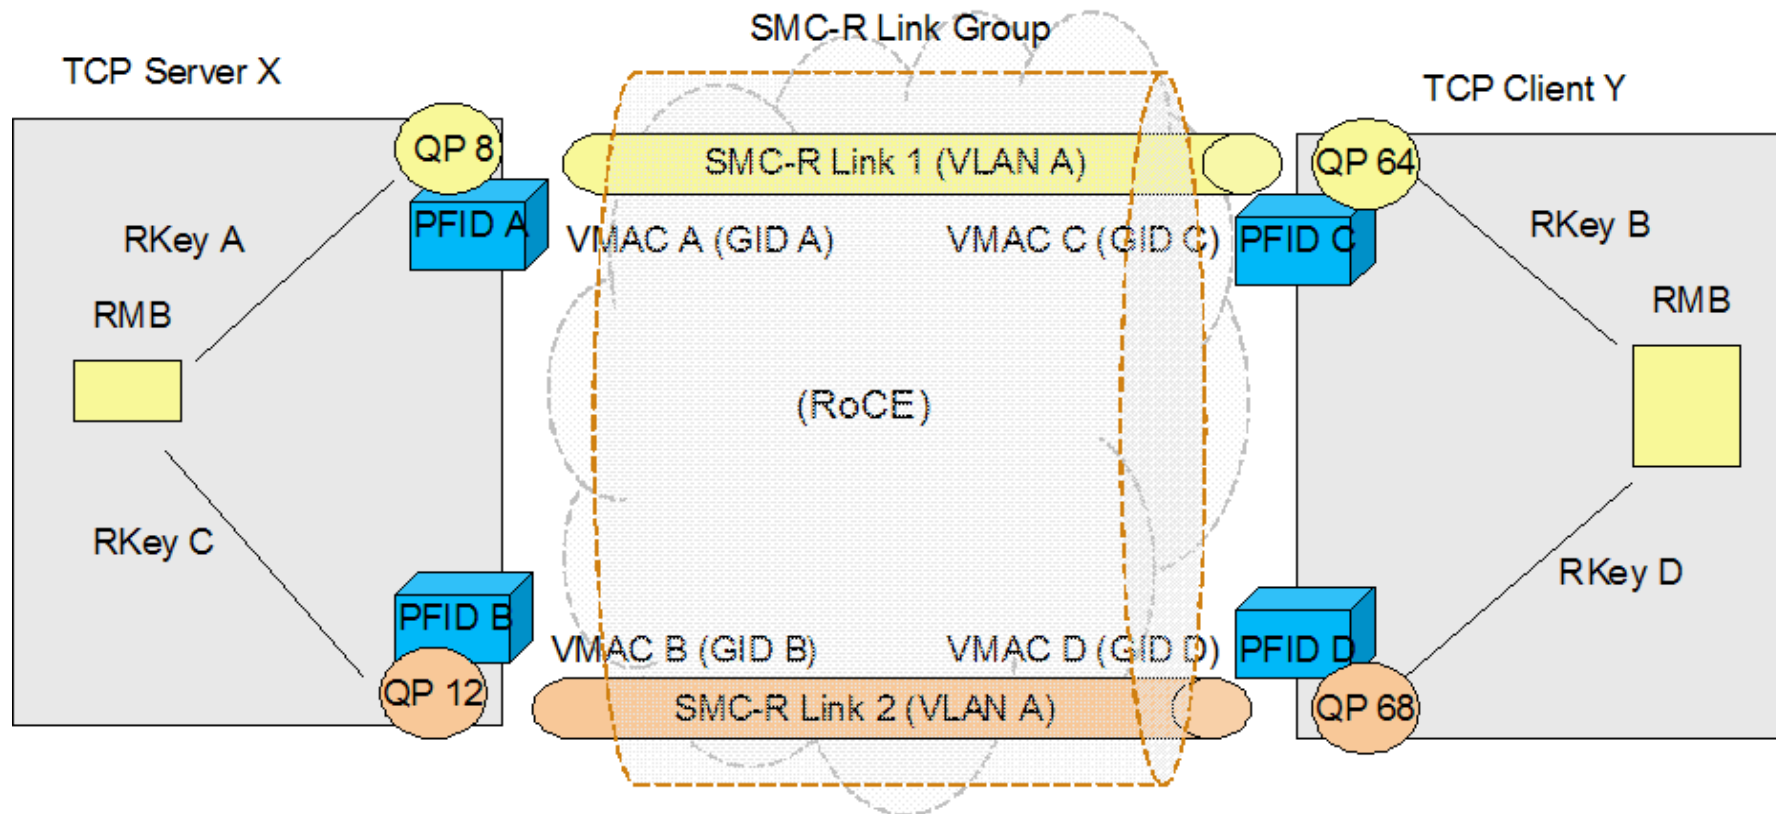 SMC-R Link Group
TCP Server X
TCP Client Y
QP 8
SMC-R Link 1 (VLAN A)
QP 64
PFID A
VMAC A (GID A)
VMAC C (GID C)
PFID C
RKey A
RKey B
RMB
RMB
(RoCE)
RKey C
RKey D
PFID B
VMAC B (GID B)
VMAC D (GID D)
PFID D
QP 12
SMC-R Link 2 (VLAN A)
QP 68